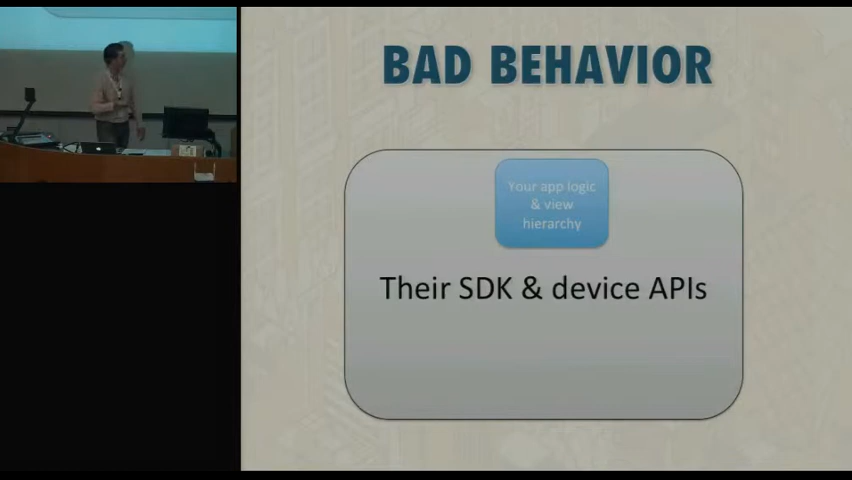 BAD BEHAVIOR
Your app logic
& view
hierarchy
Their SDK & device APIs